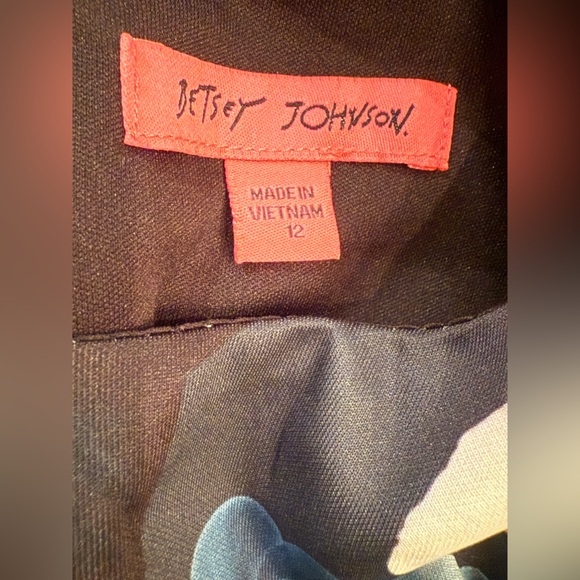 BETSEY JOHNSON.
MADE IN
VIETNAM
12